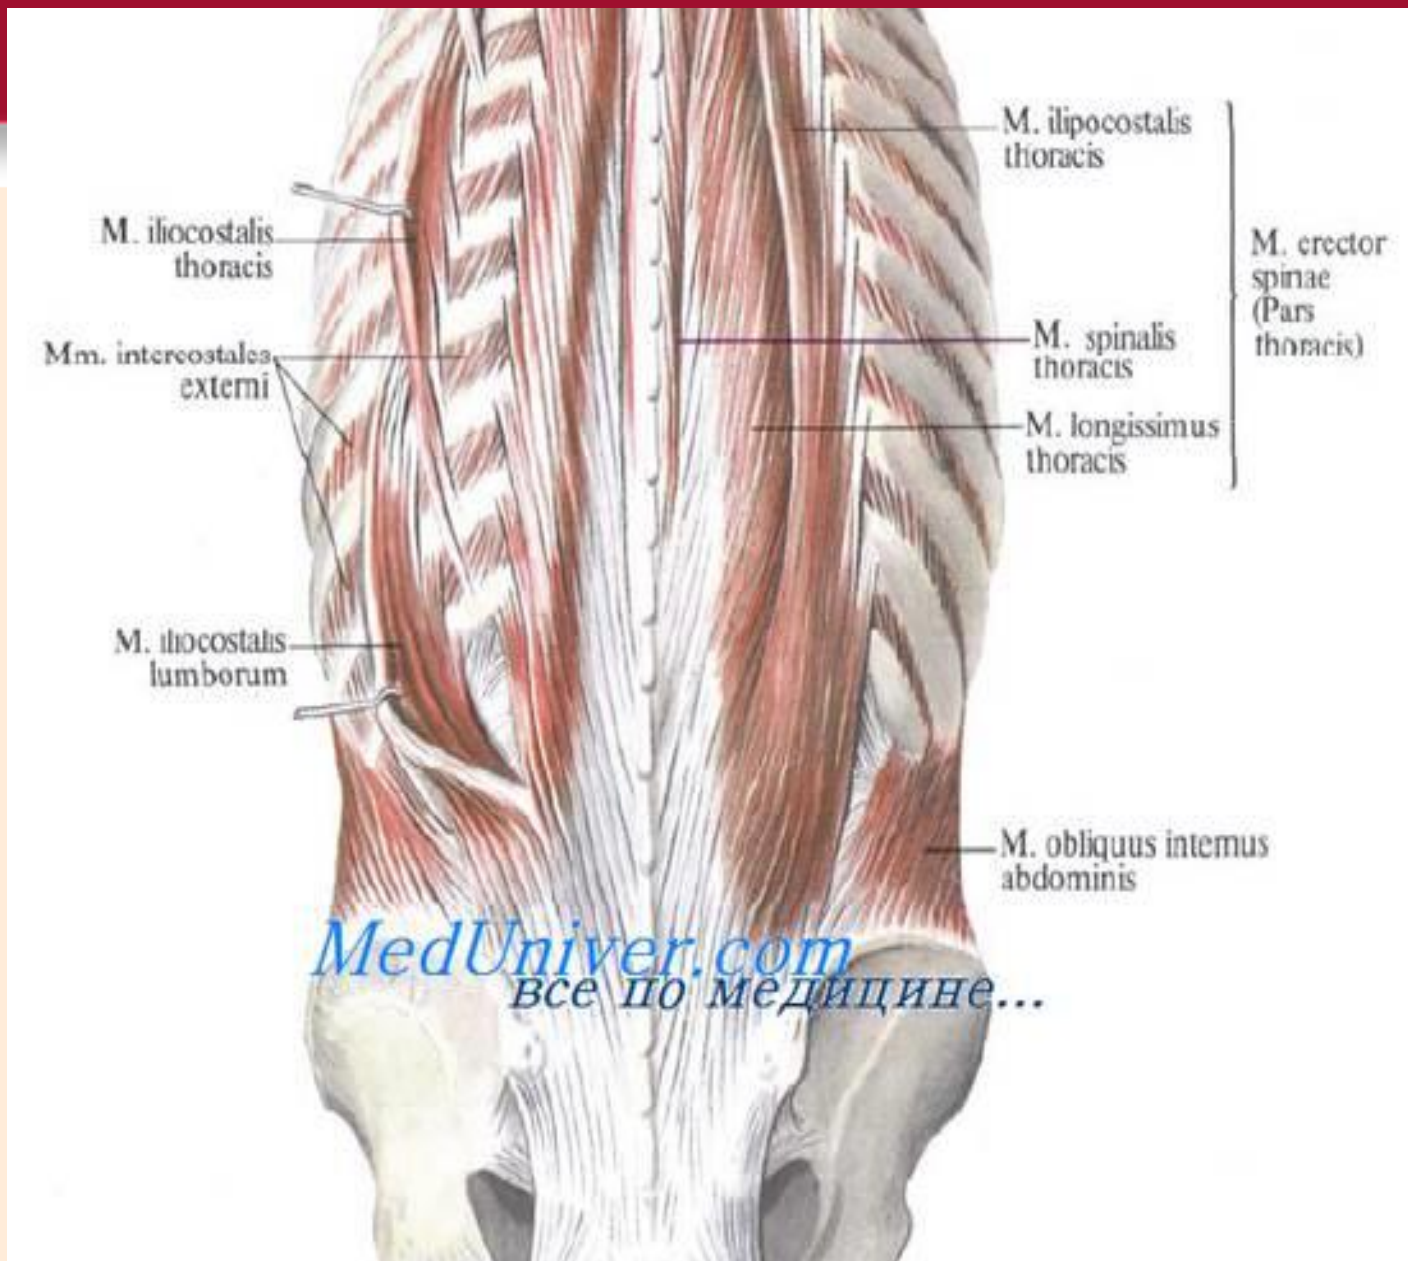 M. iliocostalis
thoracis
Mm. intercostales
externi
M. iliocostalis
lumborum
M. ilipocostalis
thoracis
M. spinalis
thoracis
M. longissimus
thoracis
M. erector
spinae
(Pars
thoracis)
M. obliquus internus
abdominis
MedUniver.com
все по медицине...